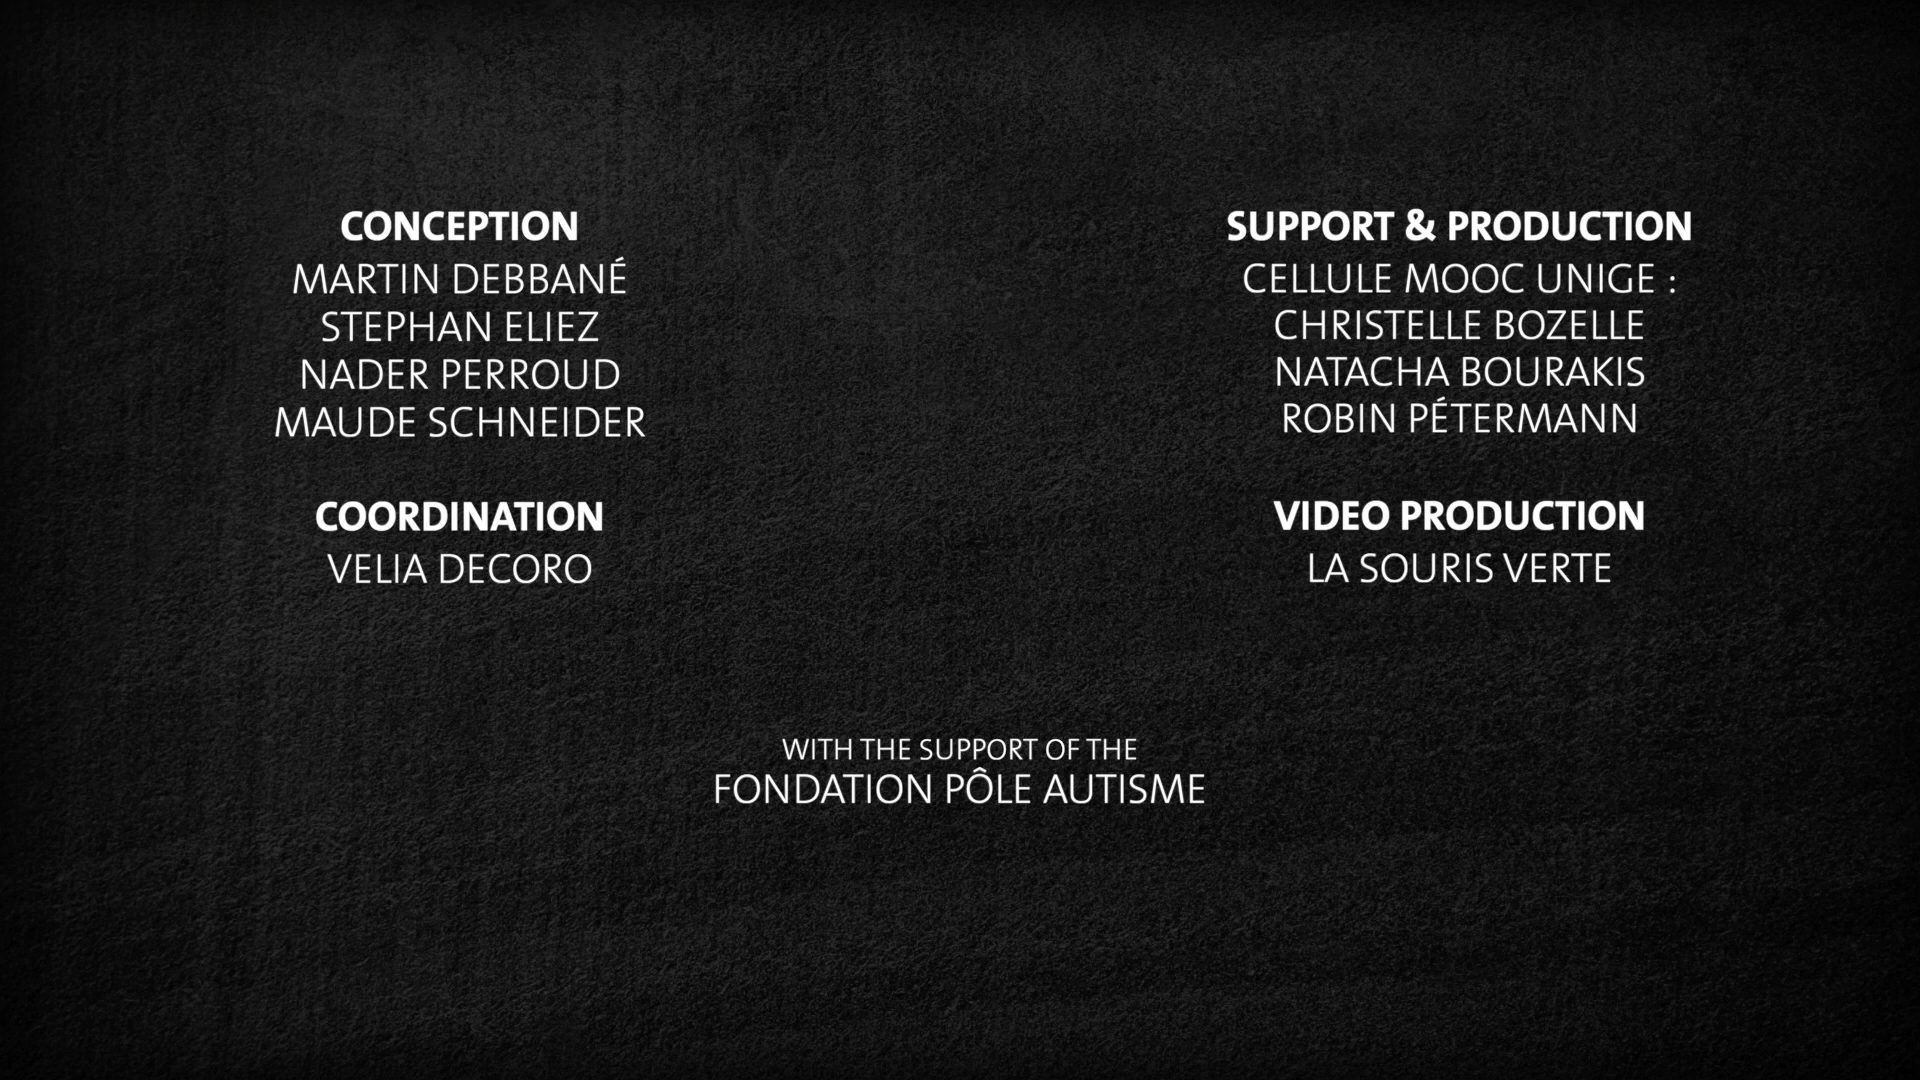 CONCEPTION
MARTIN DEBBANÉ
STEPHAN ELIEZ
NADER PERROUD
MAUDE SCHNEIDER
COORDINATION
VELIA DECORO
SUPPORT & PRODUCTION
CELLULE MOOC UNIGE :
CHRISTELLE BOZELLE
NATACHA BOURAKIS
ROBIN PÉTERMANN
VIDEO PRODUCTION
LA SOURIS VERTE
WITH THE SUPPORT OF THE
FONDATION PÔLE AUTISME